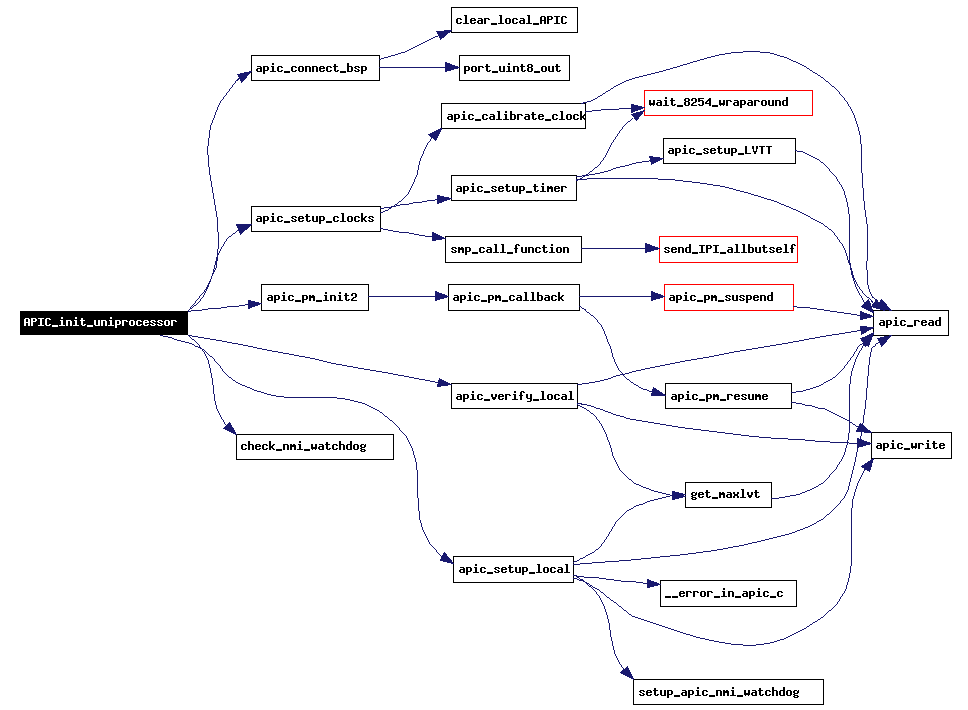 clear_local_APIC
apic_connect_bsp
port_uint8_out
wait_8254_wraparound
apic_calibrate_clock
apic_setup_LVTT
apic_setup_timer
apic_setup_clocks
smp_call_function
send_IPI_allbutself
apic_pm_init2
apic_pm_callback
apic_pm_suspend
APIC_init_uniprocessor
apic_read
apic_verify_local
apic_pm_resume
check_nmi_watchdog
apic_write
get_maxlvt
apic_setup_local
__error_in_apic_c
setup_apic_nmi_watchdog